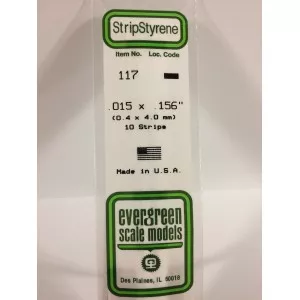 StripStyrene
Item No. Loc. Code
117
.015 x .156"
(0.4 x 4.0 mm)
10 Strips
Made in U.S.A.
evergreen
scale models
Des Plaines, IL 60018